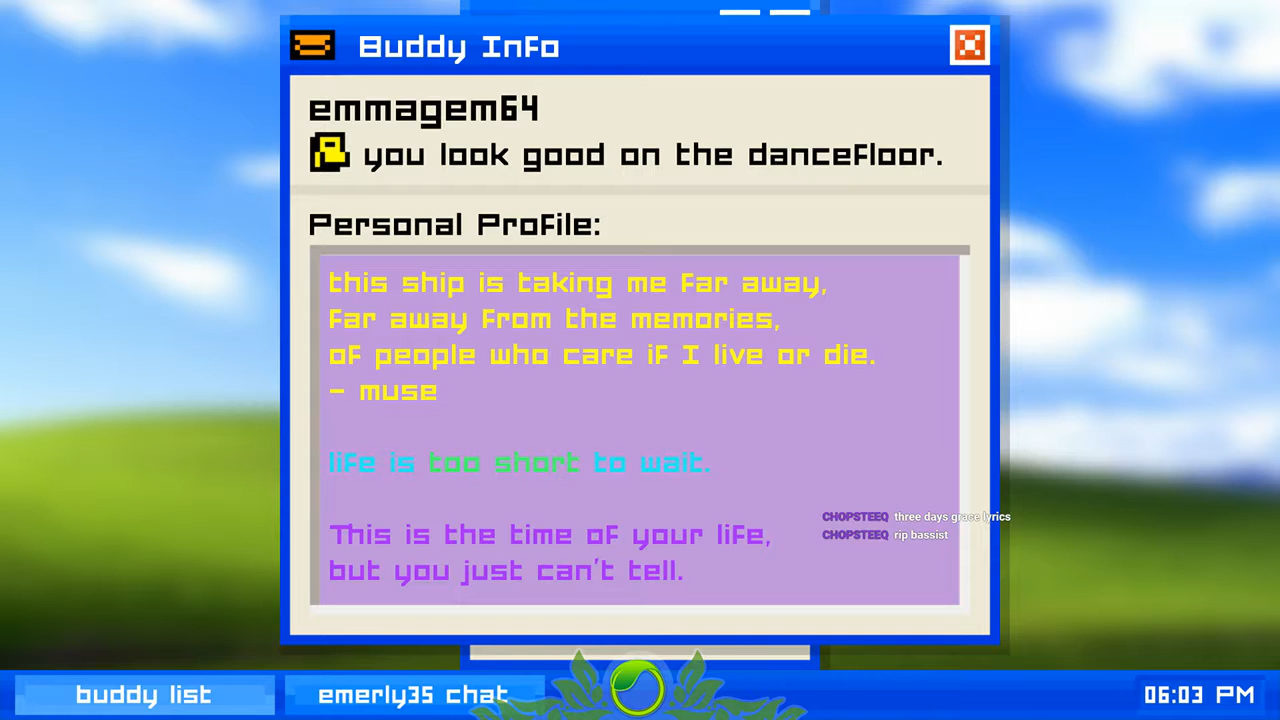 Buddy Info
emmagem64
you look good on the dancefloor.
Personal Profile:
this ship is taking me far away,
far away from the memories,
of people who care if I live or die.
- muse
life is too short to wait.
This is the time of your life,
but you just can't tell.
CHOPSTEEQ three days grace lyrics
CHOPSTEEQ rip bassist
buddy list
emerly35 chat
06:03 PM